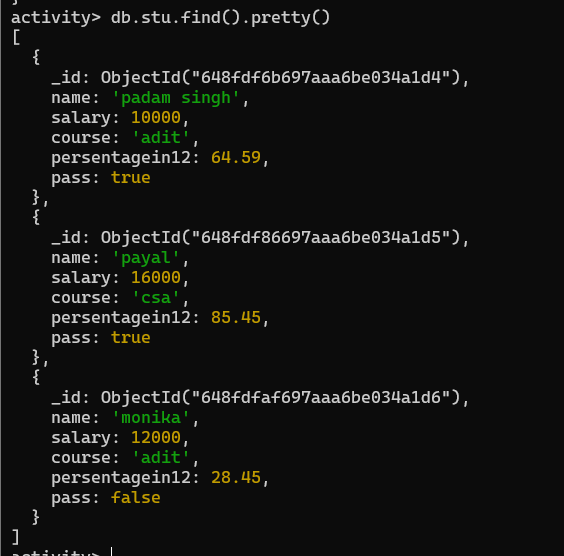 activity> db.stu.find().pretty()
[
  {
    _id: ObjectId("648fdf6b697aaa6be034a1d4"),
    name: 'padam singh',
    salary: 10000,
    course: 'adit',
    persentagein12: 64.59,
    pass: true
  },
  {
    _id: ObjectId("648fdf86697aaa6be034a1d5"),
    name: 'payal',
    salary: 16000,
    course: 'csa',
    persentagein12: 85.45,
    pass: true
  },
  {
    _id: ObjectId("648fdfaf697aaa6be034a1d6"),
    name: 'monika',
    salary: 12000,
    course: 'adit',
    persentagein12: 28.45,
    pass: false
  }
]
activity>